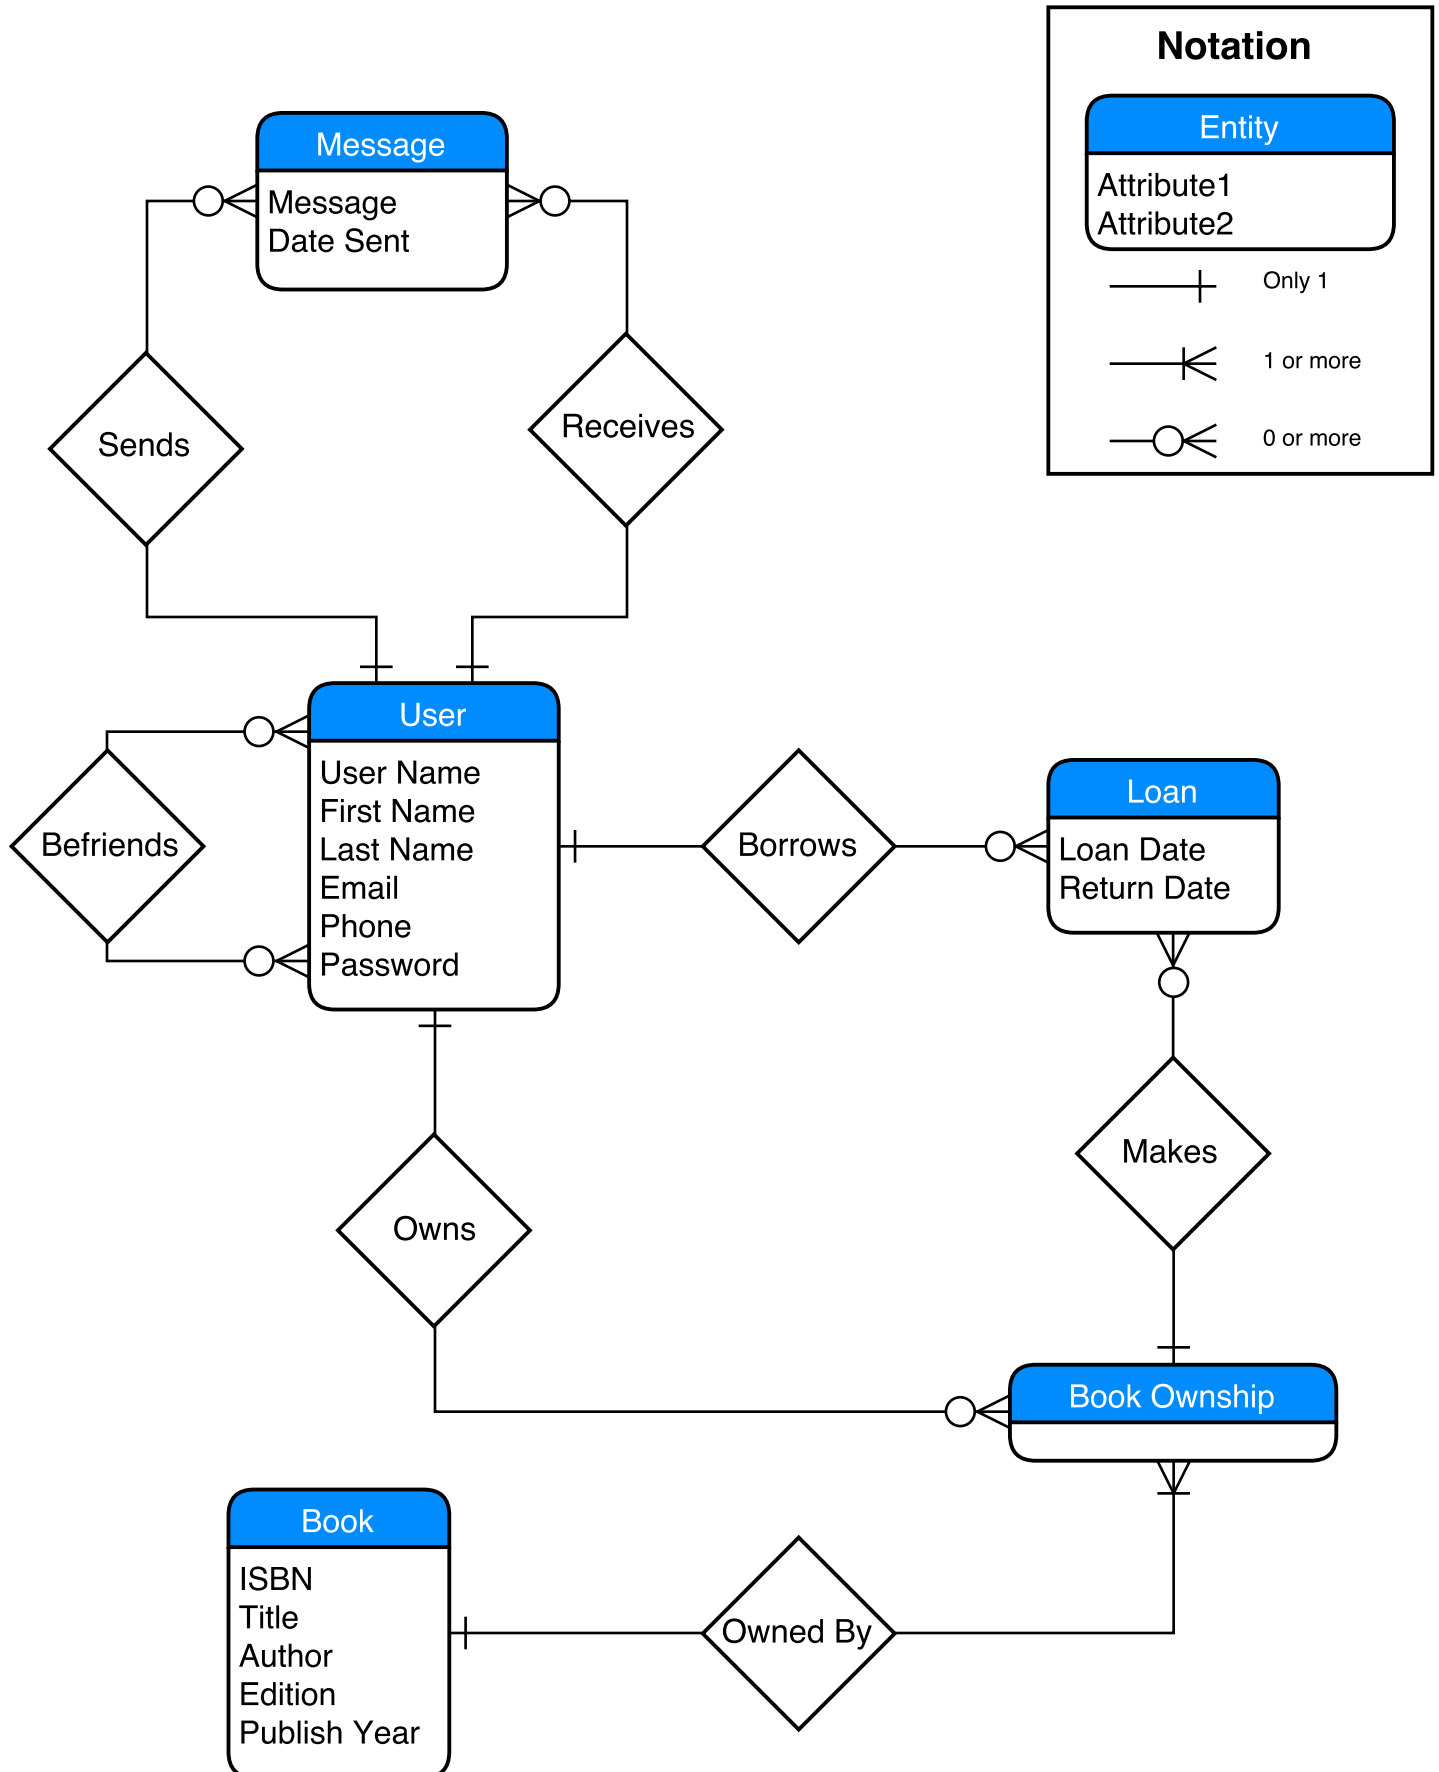 Notation
Entity
Attribute1
Attribute2
Only 1
1 or more
0 or more
Message
Message
Date Sent
Sends
Receives
User
User Name
First Name
Last Name
Email
Phone
Password
Befriends
Borrows
Loan
Loan Date
Return Date
Makes
Owns
Book Ownship
Book
ISBN
Title
Author
Edition
Publish Year
Owned By